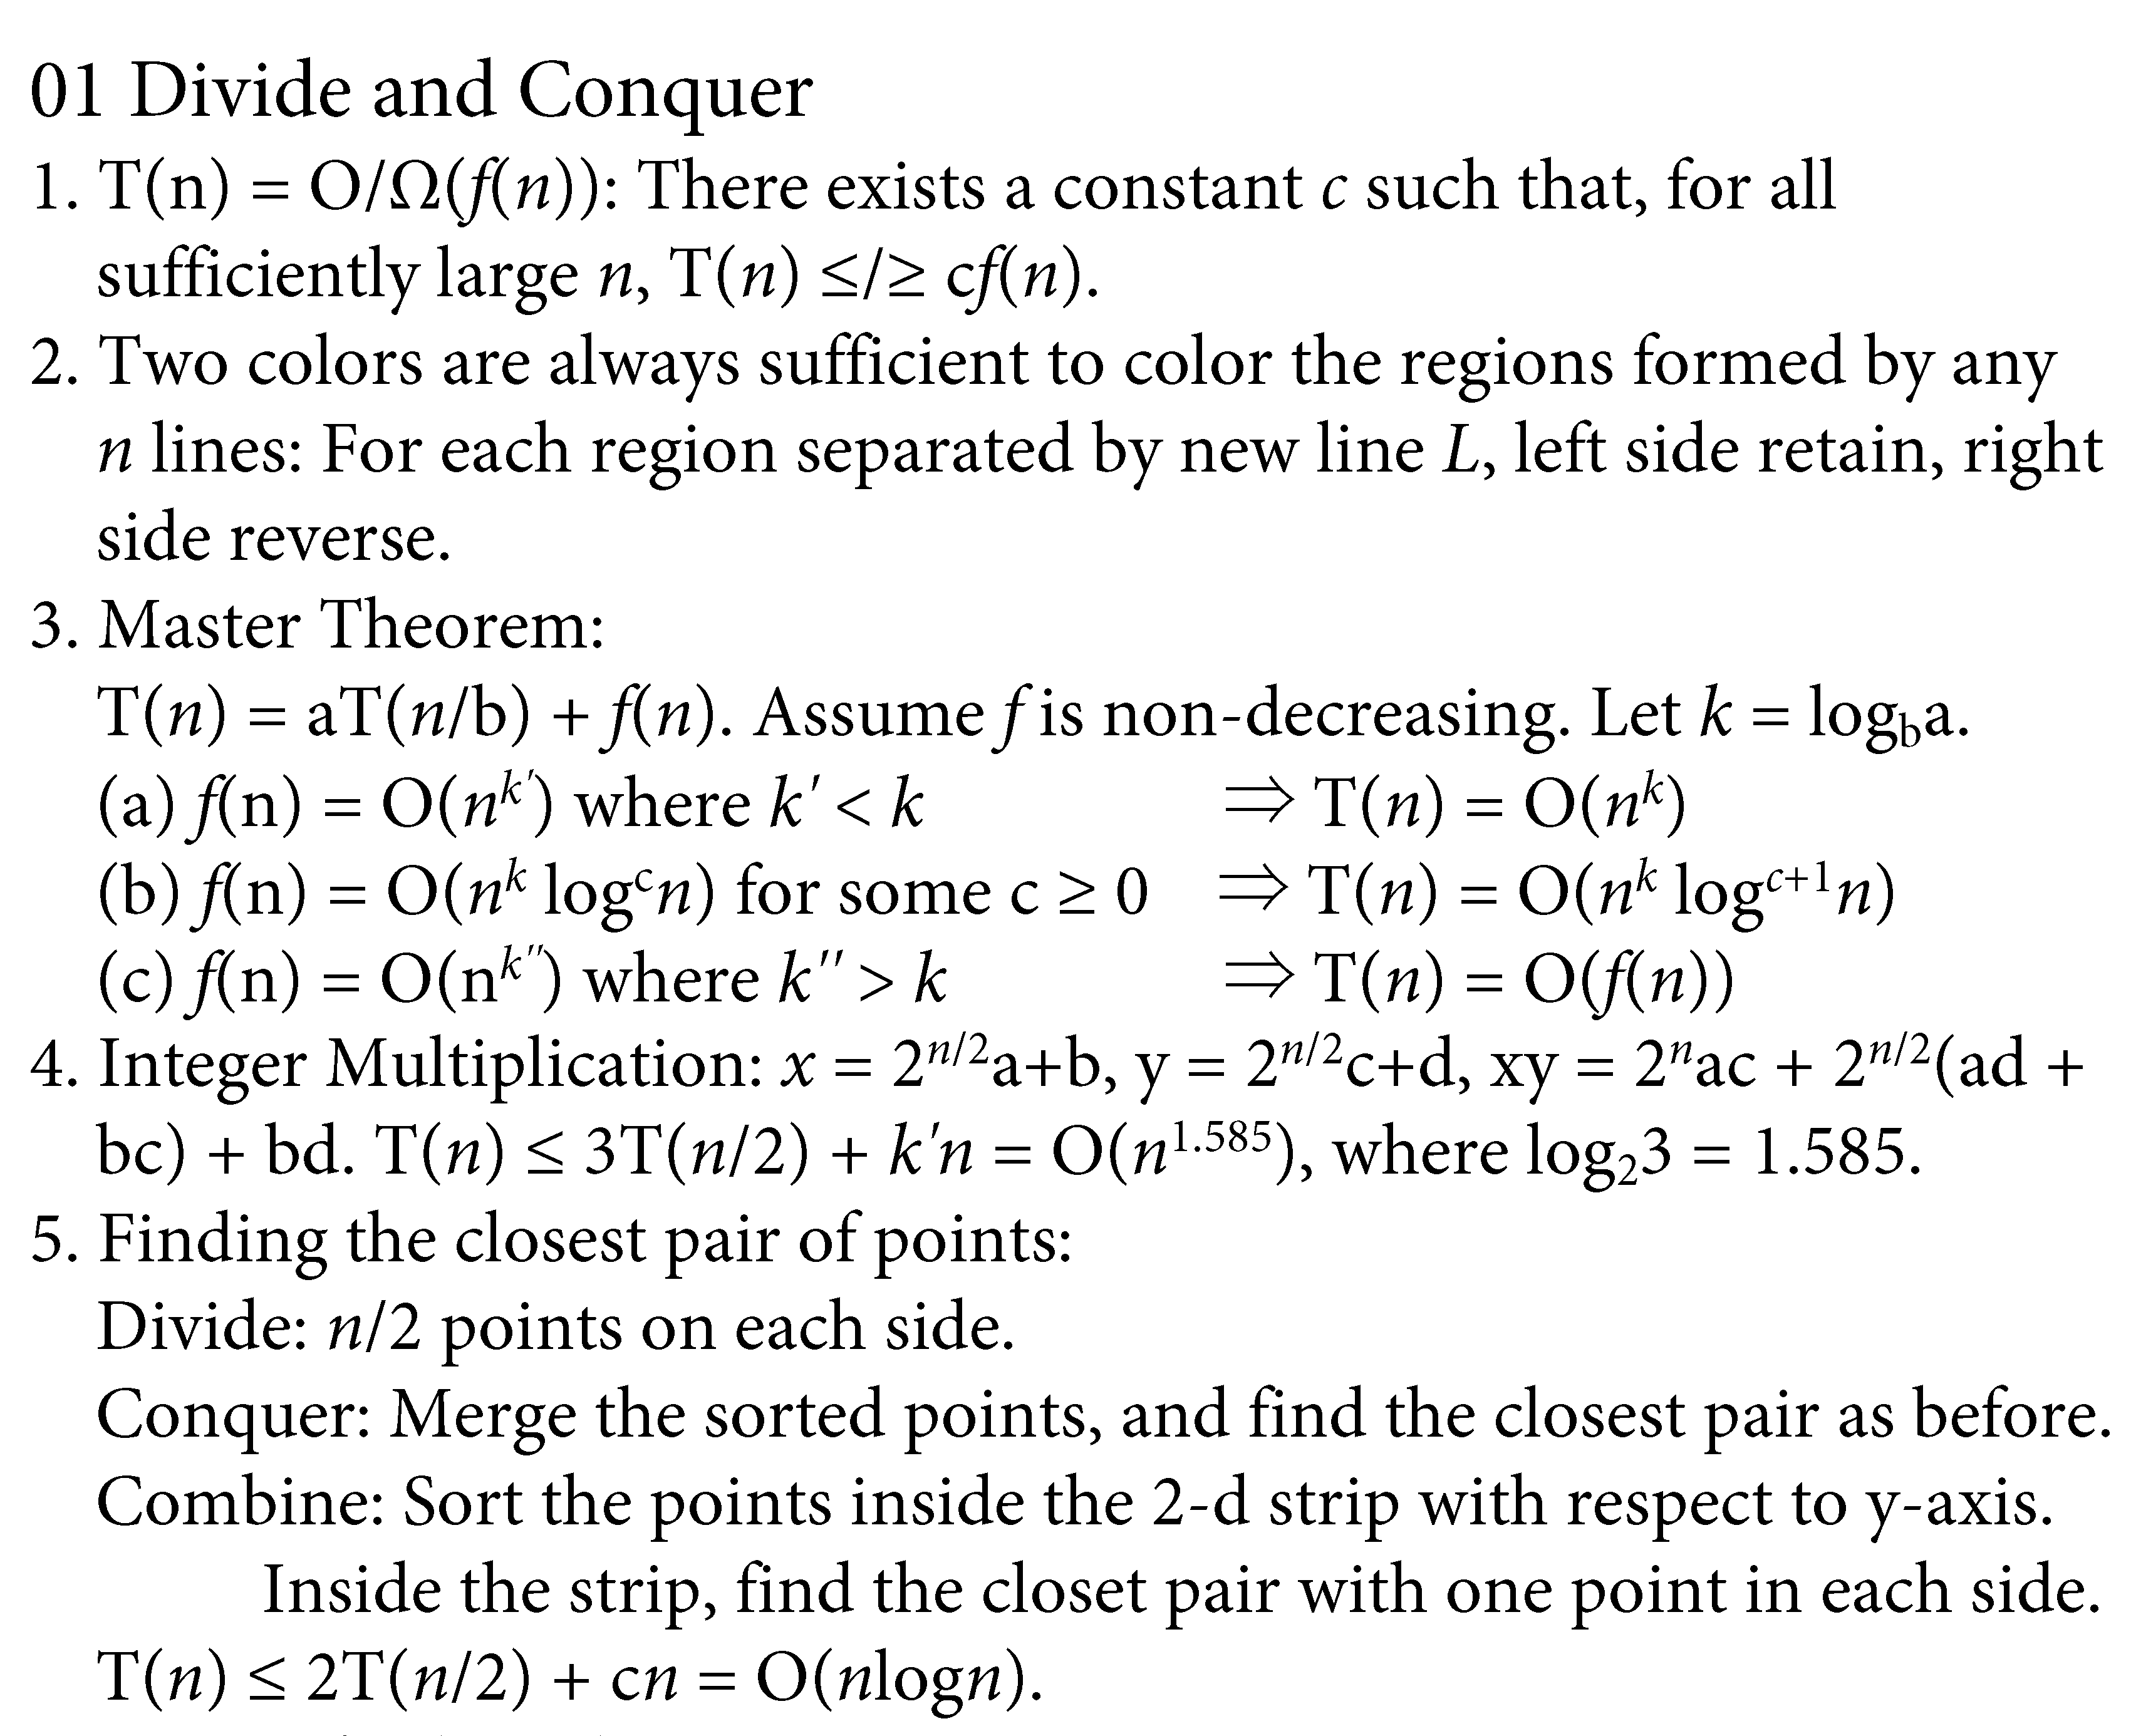 01 Divide and Conquer
1. T(n) = O/Ω(f(n)): There exists a constant c such that, for all
sufficiently large n, T(n) ≤/≥ cf(n).
2. Two colors are always sufficient to color the regions formed by any
n lines: For each region separated by new line L, left side retain, right
side reverse.
3. Master Theorem:
T(n) = aT(n/b) + f(n). Assume f is non-decreasing. Let k = log_b a.
(a) f(n) = O(n^k′) where k′ < k ⇒ T(n) = O(n^k)
(b) f(n) = O(n^k log^c n) for some c ≥ 0 ⇒ T(n) = O(n^k log^(c+1) n)
(c) f(n) = O(n^k′′) where k′′ > k ⇒ T(n) = O(f(n))
4. Integer Multiplication: x = 2^(n/2)a+b, y = 2^(n/2)c+d, xy = 2^n ac + 2^(n/2)(ad +
bc) + bd. T(n) ≤ 3T(n/2) + k′n = O(n^1.585), where log₂3 = 1.585.
5. Finding the closest pair of points:
Divide: n/2 points on each side.
Conquer: Merge the sorted points, and find the closest pair as before.
Combine: Sort the points inside the 2-d strip with respect to y-axis.
Inside the strip, find the closet pair with one point in each side.
T(n) ≤ 2T(n/2) + cn = O(nlogn).